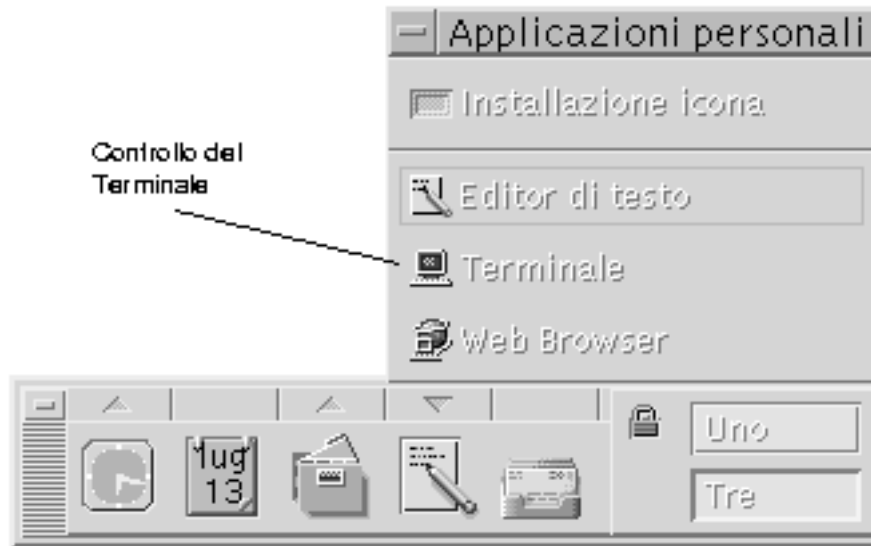 Applicazioni personali
Installazione icona
Controllo del
Terminale
Editor di testo
Terminale
Web Browser
lug
13
Uno
Tre